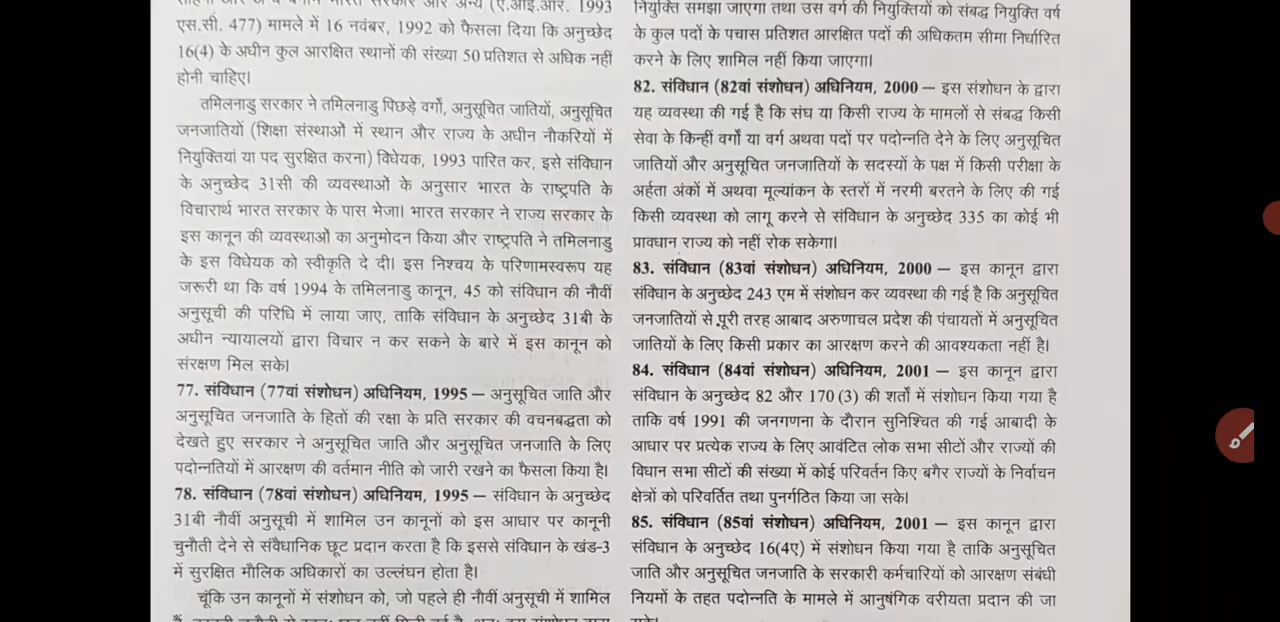 एस.सी. 477) मामले में 16 नवंबर, 1992 को फैसला दिया कि अनुच्छेद
16(4) के अधीन कुल आरक्षित स्थानों की संख्या 50 प्रतिशत से अधिक नहीं
होनी चाहिए।
तमिलनाडु सरकार ने तमिलनाडु पिछड़े वर्गों, अनुसूचित जातियों, अनुसूचित
जनजातियों (शिक्षा संस्थाओं में स्थान और राज्य के अधीन नौकरियों में
नियुक्तियां या पद सुरक्षित करना) विधेयक, 1993 पारित कर, इसे संविधान
के अनुच्छेद 31सी की व्यवस्थाओं के अनुसार भारत के राष्ट्रपति के
विचारार्थ भारत सरकार के पास भेजा। भारत सरकार ने राज्य सरकार के
इस कानून की व्यवस्थाओं का अनुमोदन किया और राष्ट्रपति ने तमिलनाडु
के इस विधेयक को स्वीकृति दे दी। इस निश्चय के परिणामस्वरूप यह
जरूरी था कि वर्ष 1994 के तमिलनाडु कानून, 45 को संविधान की नौवीं
अनुसूची की परिधि में लाया जाए, ताकि संविधान के अनुच्छेद 31बी के
अधीन न्यायालयों द्वारा विचार न कर सकने के बारे में इस कानून को
संरक्षण मिल सके।
77. संविधान (77वां संशोधन) अधिनियम, 1995 – अनुसूचित जाति और
अनुसूचित जनजाति के हितों की रक्षा के प्रति सरकार की वचनबद्धता को
देखते हुए सरकार ने अनुसूचित जाति और अनुसूचित जनजाति के लिए
पदोन्नतियों में आरक्षण की वर्तमान नीति को जारी रखने का फैसला किया है।
78. संविधान (78वां संशोधन) अधिनियम, 1995 – संविधान के अनुच्छेद
31बी नौवीं अनुसूची में शामिल उन कानूनों को इस आधार पर कानूनी
चुनौती देने से संवैधानिक छूट प्रदान करता है कि इससे संविधान के खंड-3
में सुरक्षित मौलिक अधिकारों का उल्लंघन होता है।
चूंकि उन कानूनों में संशोधन को, जो पहले ही नौवीं अनुसूची में शामिल
नियुक्ति समझा जाएगा तथा उस वर्ग की नियुक्तियों को संबद्ध नियुक्ति वर्ष
के कुल पदों के पचास प्रतिशत आरक्षित पदों की अधिकतम सीमा निर्धारित
करने के लिए शामिल नहीं किया जाएगा।
82. संविधान (82वां संशोधन) अधिनियम, 2000 – इस संशोधन के द्वारा
यह व्यवस्था की गई है कि संघ या किसी राज्य के मामलों से संबद्ध किसी
सेवा के किन्हीं वर्गों या वर्ग अथवा पदों पर पदोन्नति देने के लिए अनुसूचित
जातियों और अनुसूचित जनजातियों के सदस्यों के पक्ष में किसी परीक्षा के
अर्हता अंकों में अथवा मूल्यांकन के स्तरों में नरमी बरतने के लिए की गई
किसी व्यवस्था को लागू करने से संविधान के अनुच्छेद 335 का कोई भी
प्रावधान राज्य को नहीं रोक सकेगा।
83. संविधान (83वां संशोधन) अधिनियम, 2000 – इस कानून द्वारा
संविधान के अनुच्छेद 243 एम में संशोधन कर व्यवस्था की गई है कि अनुसूचित
जनजातियों से पूरी तरह आबाद अरुणाचल प्रदेश की पंचायतों में अनुसूचित
जातियों के लिए किसी प्रकार का आरक्षण करने की आवश्यकता नहीं है।
84. संविधान (84वां संशोधन) अधिनियम, 2001 – इस कानून द्वारा
संविधान के अनुच्छेद 82 और 170 (3) की शर्तों में संशोधन किया गया है
ताकि वर्ष 1991 की जनगणना के दौरान सुनिश्चित की गई आबादी के
आधार पर प्रत्येक राज्य के लिए आवंटित लोक सभा सीटों और राज्यों की
विधान सभा सीटों की संख्या में कोई परिवर्तन किए बगैर राज्यों के निर्वाचन
क्षेत्रों को परिवर्तित तथा पुनर्गठित किया जा सके।
85. संविधान (85वां संशोधन) अधिनियम, 2001 – इस कानून द्वारा
संविधान के अनुच्छेद 16(4ए) में संशोधन किया गया है ताकि अनुसूचित
जाति और अनुसूचित जनजाति के सरकारी कर्मचारियों को आरक्षण संबंधी
नियमों के तहत पदोन्नति के मामले में आनुषंगिक वरीयता प्रदान की जा